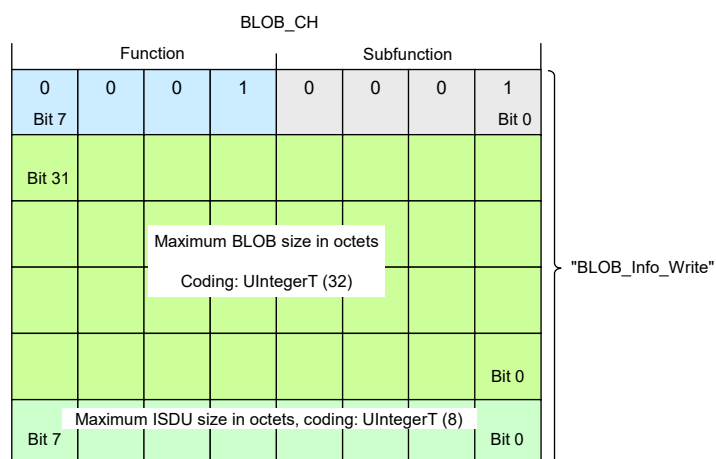 BLOB_CH
Function Subfunction
0 0 0 1 0 0 0 1
Bit 7 Bit 0
Bit 31
Maximum BLOB size in octets
Coding: UIntegerT (32)
"BLOB_Info_Write"
Bit 0
Maximum ISDU size in octets, coding: UIntegerT (8)
Bit 7 Bit 0